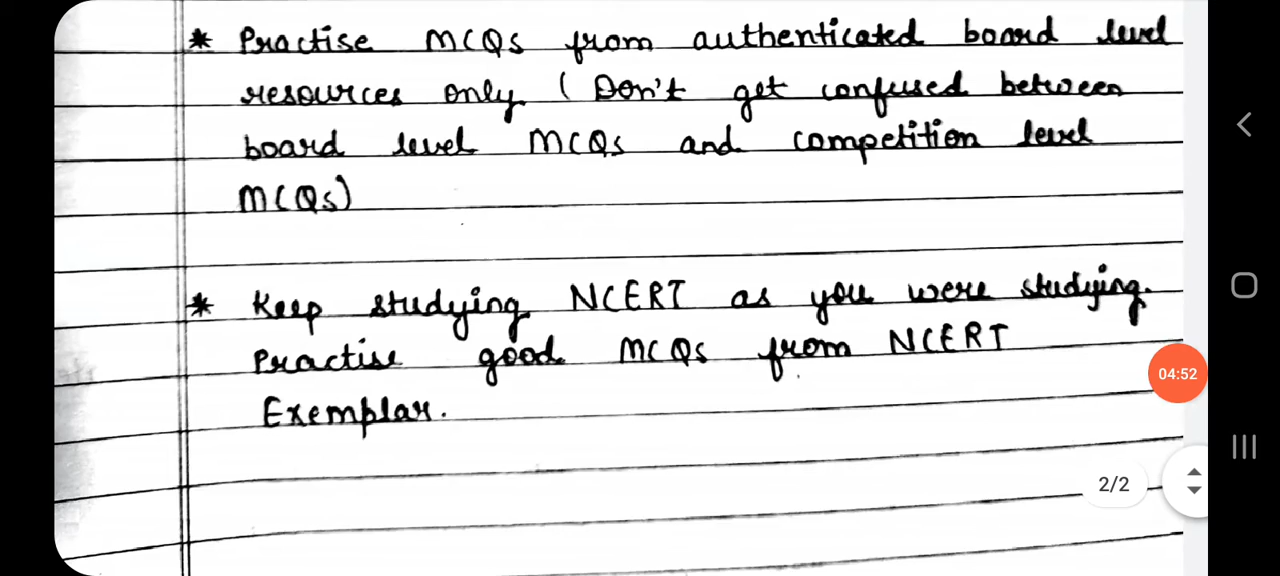 * Practise MCQs from authenticated board level
resources only (Don't get confused between
board level MCQs and competition level
MCQs)
* Keep studying NCERT as you were studying.
Practise good MCQs from NCERT
Exemplar.
04:52
2/2